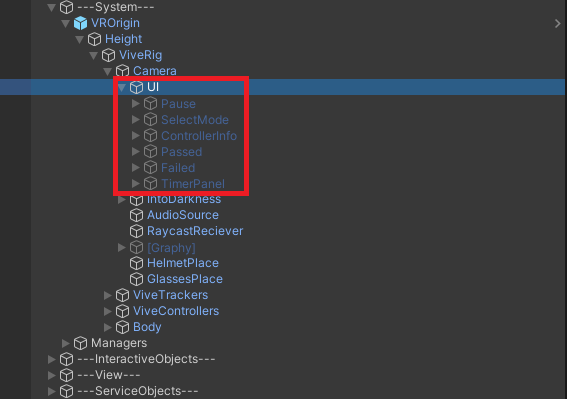 ---System---
VROrigin
Height
ViveRig
Camera
UI
Pause
SelectMode
ControllerInfo
Passed
Failed
TimerPanel
IntoDarkness
AudioSource
RaycastReciever
[Graphy]
HelmetPlace
GlassesPlace
ViveTrackers
ViveControllers
Body
Managers
---InteractiveObjects---
---View---
---ServiceObjects---